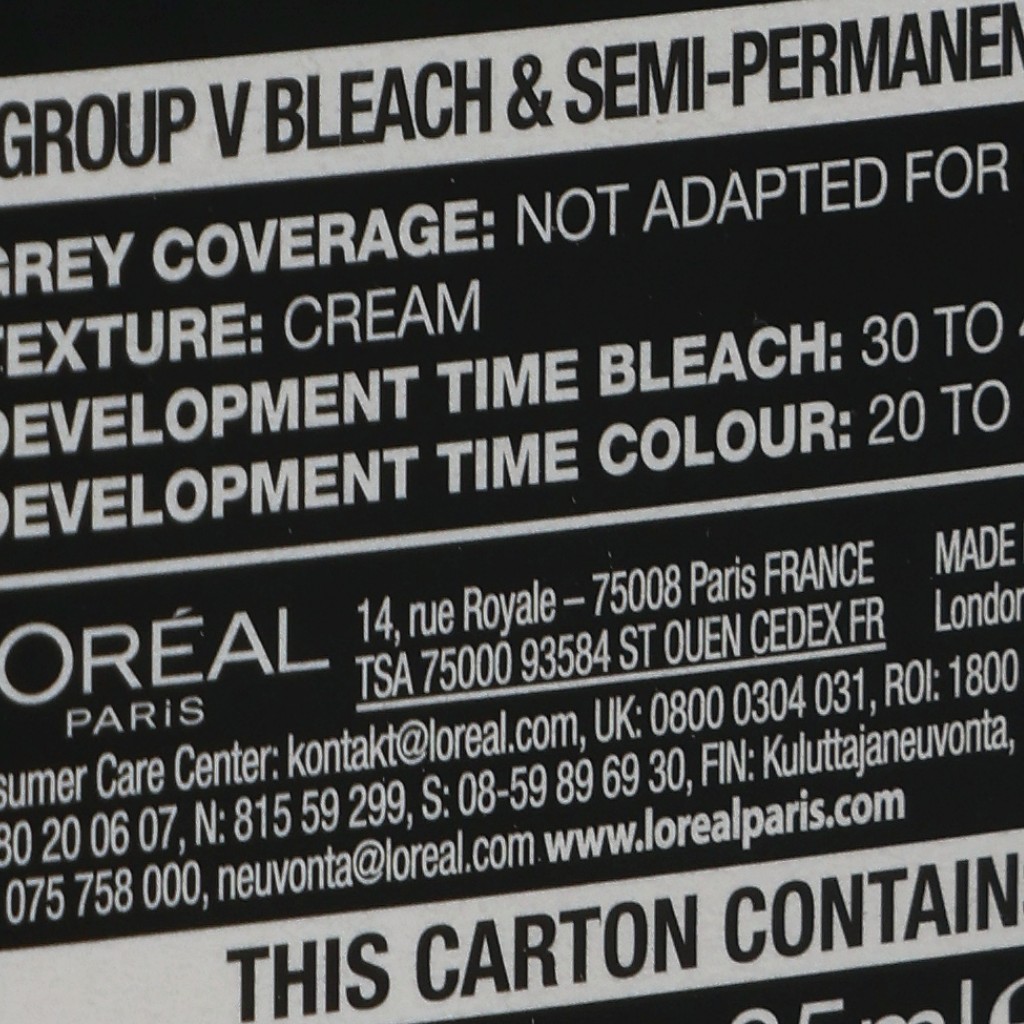 GROUP V BLEACH & SEMI-PERMANEN
GREY COVERAGE: NOT ADAPTED FOR
TEXTURE: CREAM
DEVELOPMENT TIME BLEACH: 30 TO
DEVELOPMENT TIME COLOUR: 20 TO
ORÉAL
PARIS
14, rue Royale – 75008 Paris FRANCE
TSA 75000 93584 ST OUEN CEDEX FR
MADE
London
sumer Care Center: kontakt@loreal.com, UK: 0800 0304 031, ROI: 1800
80 20 06 07, N: 815 59 299, S: 08-59 89 69 30, FIN: Kuluttajaneuvonta,
075 758 000, neuvonta@loreal.com www.lorealparis.com
THIS CARTON CONTAIN